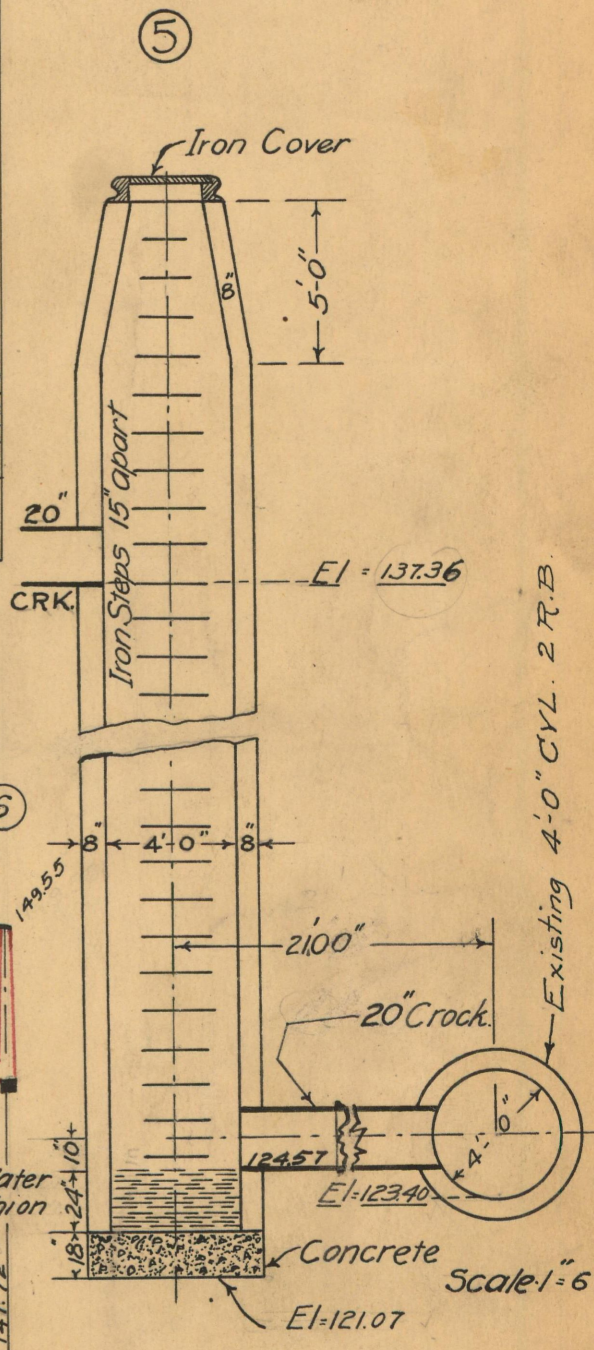 5
Iron Cover
8"
5'-0"
Iron Steps 15" apart
20"
CRK.
El = 137.36
Existing 4'-0" CYL. 2 R.B.
149.55
8"
4'-0"
8"
21'00"
20" Crock.
4'-0"
10"
124.57
24"
El=123.40
18"
Concrete
Scale 1"=6
El=121.07